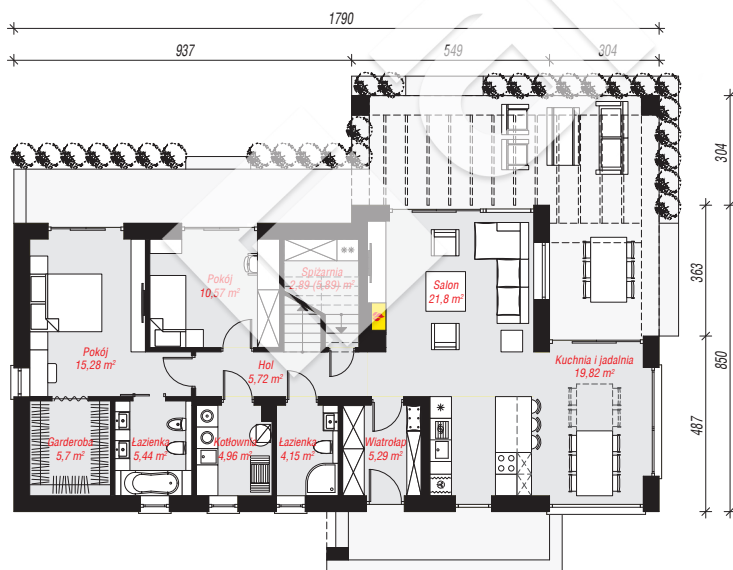 1790
937
549
304
304
363
850
487
Pokój
10,57 m²
Spiżarnia
2,89 (5,89) m²
Salon
21,8 m²
Pokój
15,28 m²
Hol
5,72 m²
Kuchnia i jadalnia
19,82 m²
Garderoba
5,7 m²
Łazienka
5,44 m²
Kotłownia
4,96 m²
Łazienka
4,15 m²
Wiatrołap
5,29 m²